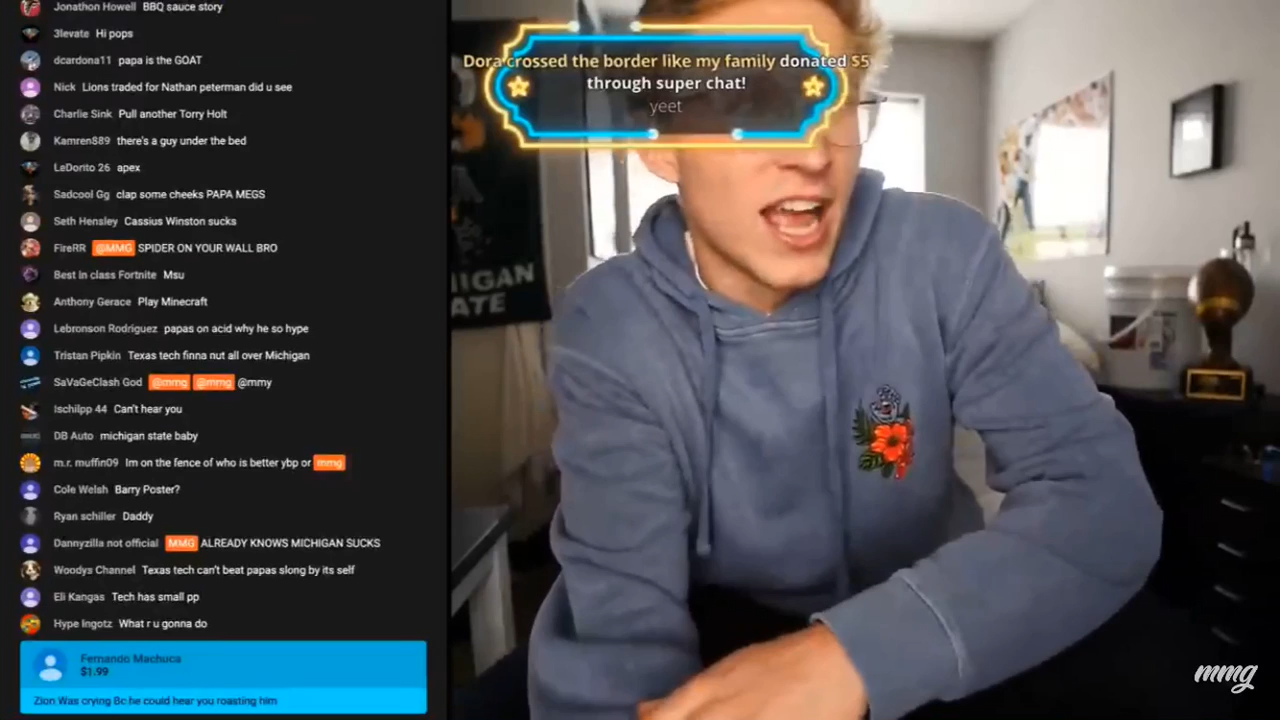 Jonathon Howell BBQ sauce story
3levate Hi pops
dcardona11 papa is the GOAT
Nick Lions traded for Nathan peterman did u see
Charlie Sink Pull another Torry Holt
Kamren889 there's a guy under the bed
LaDorito 26 apex
Sadcool Gg clap some cheeks PAPA MEGS
Seth Hensley Cassius Winston sucks
FireRR @MMG SPIDER ON YOUR WALL BRO
Best in class Fortnite Msu
Anthony Gerace Play Minecraft
Lebronson Rodriguez papas on acid why he so hype
Tristan Pipkin Texas tech finna nut all over Michigan
SaVaGeClash God @mmg @mmg @mmy
Ischilpp 44 Can't hear you
DB Auto michigan state baby
m.r. muffin09 Im on the fence of who is better ybp or mmg
Cole Welsh Barry Poster?
Ryan schiller Daddy
Dannyzilla not official MMG ALREADY KNOWS MICHIGAN SUCKS
Woodys Channel Texas tech can't beat papas slong by its self
Eli Kangas Tech has small pp
Hype Ingotz What r u gonna do
Fernando Machuca
$1.99
Zion Was crying Bc he could hear you roasting him
Dora crossed the border like my family donated $5
through super chat!
yeet
HIGAN
ATE
mmg